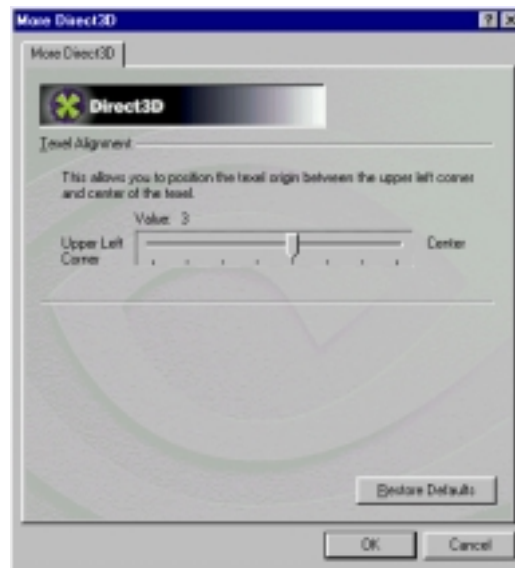 More Direct3D
More Direct3D
Direct3D
Texel Alignment
This allows you to position the texel origin between the upper left corner
and center of the texel.
Value: 3
Upper Left
Corner
Center
Restore Defaults
OK
Cancel